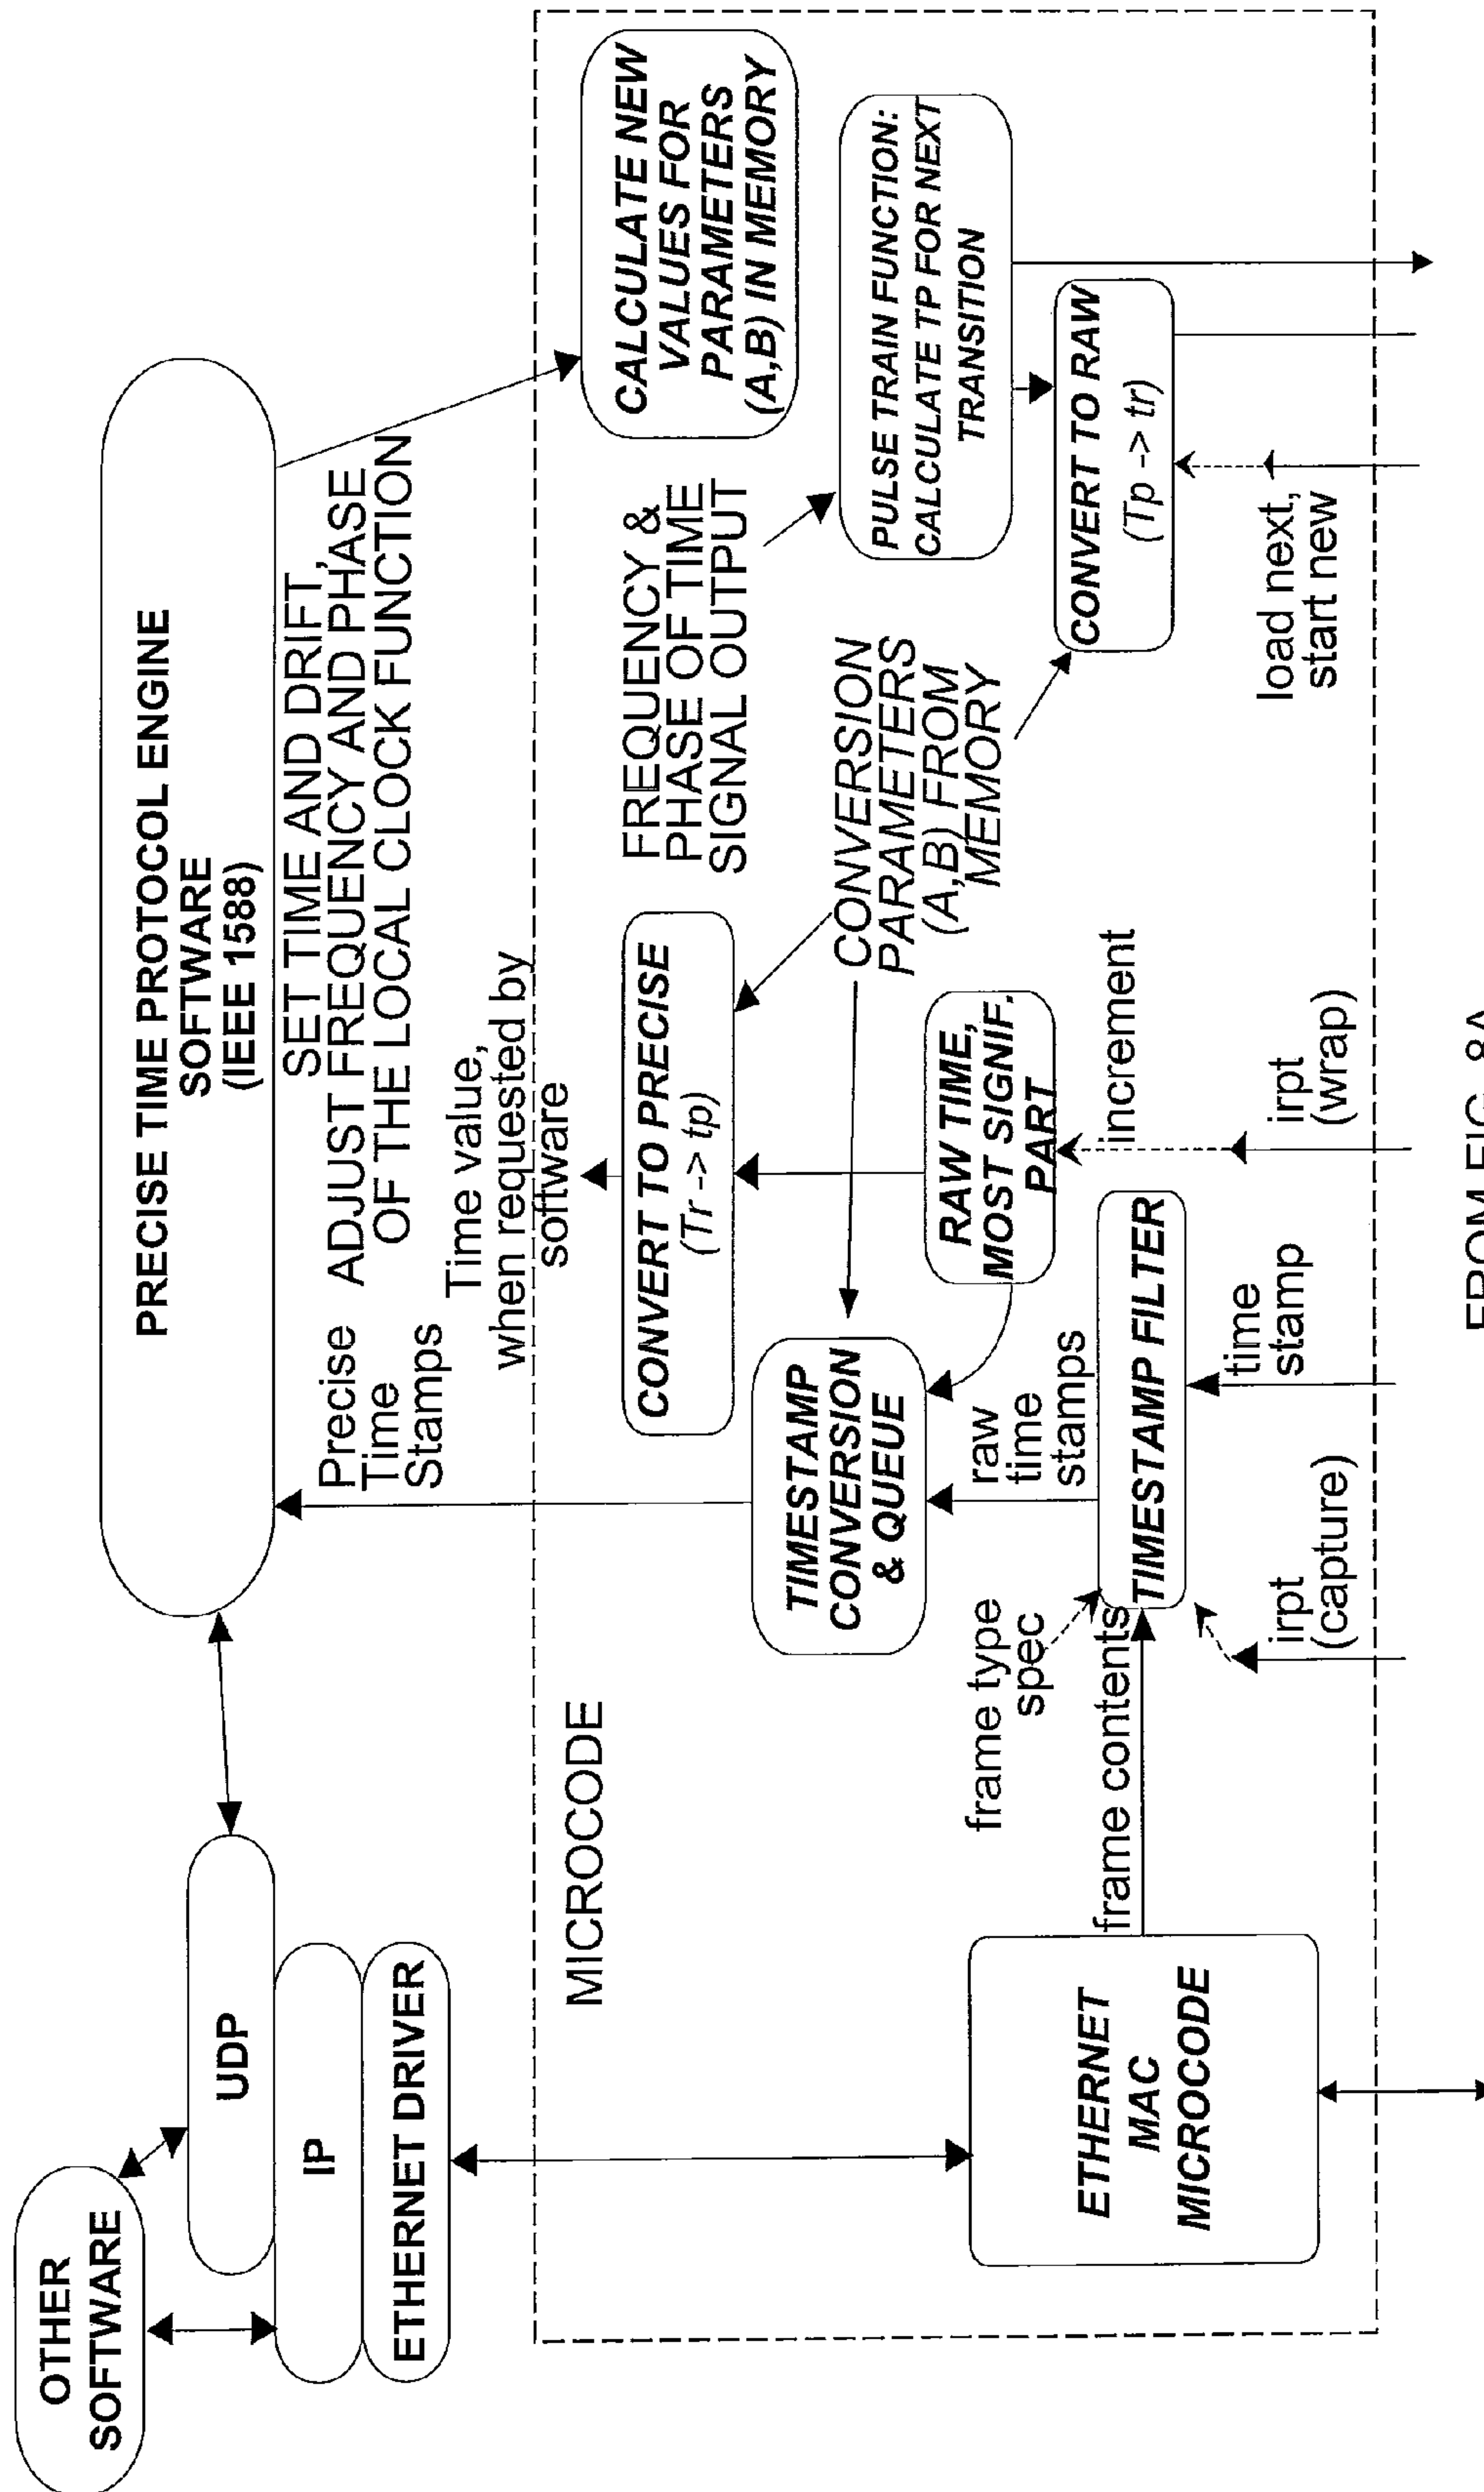 OTHER
SOFTWARE
UDP
IP
ETHERNET DRIVER
PRECISE TIME PROTOCOL ENGINE
SOFTWARE
(IEEE 1588)
SET TIME AND DRIFT,
ADJUST FREQUENCY AND PHASE
OF THE LOCAL CLOCK FUNCTION
Precise
Time
Stamps
Time value,
when requested by
software
MICROCODE
CONVERT TO PRECISE
(Tr -> tp)
FREQUENCY &
PHASE OF TIME
SIGNAL OUTPUT
CALCULATE NEW
VALUES FOR
PARAMETERS
(A,B) IN MEMORY
TIMESTAMP
CONVERSION
& QUEUE
CONVERSION
PARAMETERS
(A,B) FROM
MEMORY
PULSE TRAIN FUNCTION:
CALCULATE TP FOR NEXT
TRANSITION
RAW TIME,
MOST SIGNIF.
PART
raw
time
stamps
frame type
spec
frame contents
ETHERNET
MAC
MICROCODE
TIMESTAMP FILTER
increment
CONVERT TO RAW
(Tp -> tr)
irpt
(capture)
time
stamp
irpt
(wrap)
load next,
start new